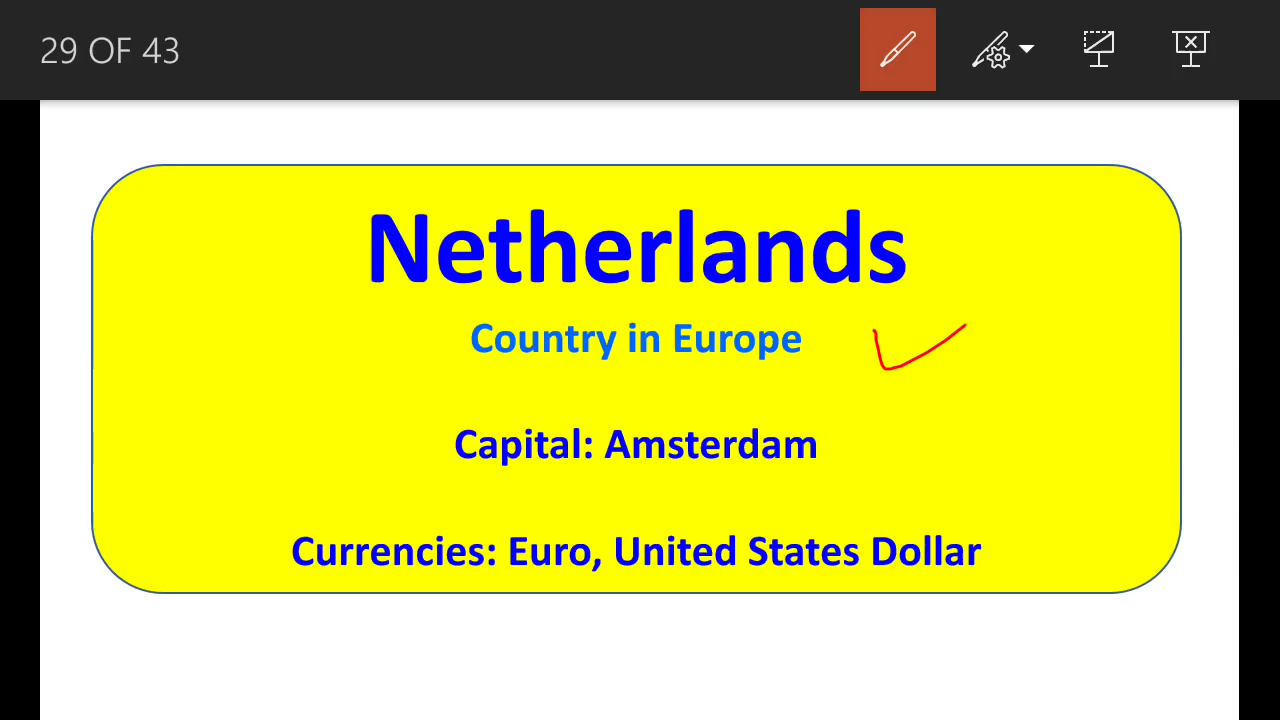 29 OF 43
Netherlands
Country in Europe
Capital: Amsterdam
Currencies: Euro, United States Dollar